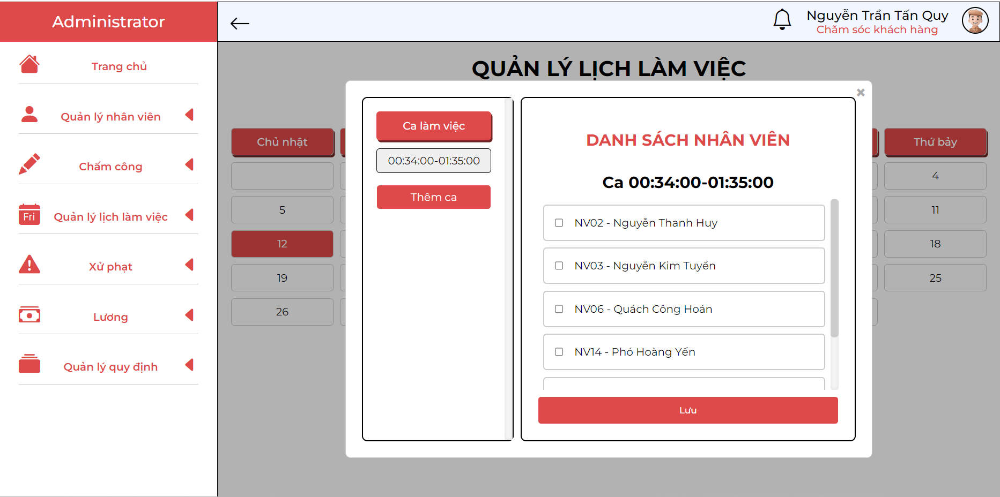 Administrator
Nguyễn Trần Tấn Quy
Chăm sóc khách hàng
Trang chủ
Quản lý nhân viên
Chấm công
Fri
Quản lý lịch làm việc
Xử phạt
Lương
Quản lý quy định
QUẢN LÝ LỊCH LÀM VIỆC
Chủ nhật
Thứ bảy
4
5
11
12
18
19
25
26
Ca làm việc
00:34:00-01:35:00
Thêm ca
DANH SÁCH NHÂN VIÊN
Ca 00:34:00-01:35:00
NV02 - Nguyễn Thanh Huy
NV03 - Nguyễn Kim Tuyền
NV06 - Quách Công Hoán
NV14 - Phó Hoàng Yến
Lưu